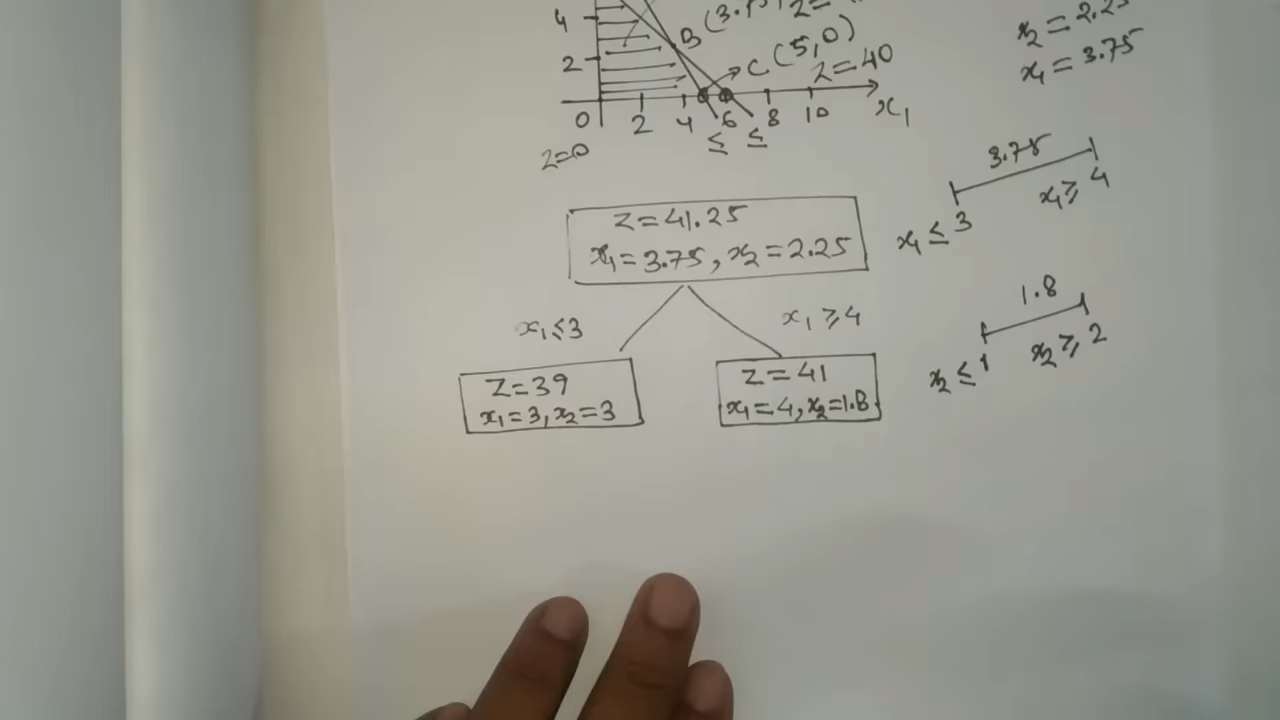 x₂ = 2.25
x₁ = 3.75
4
2
B (3.75,
C (5,0)
Z=40
0 2 4 6 8 10 x₁
≤ ≤
Z=0
Z=41.25
x₁=3.75, x₂=2.25
3.75
x₁ ≤ 3 x₁ ≥ 4
x₁≤3 x₁ ≥4
1.8
x₂ ≤ 1 x₂ ≥ 2
Z=39
x₁=3, x₂=3
Z=41
x₁=4, x₂=1.8